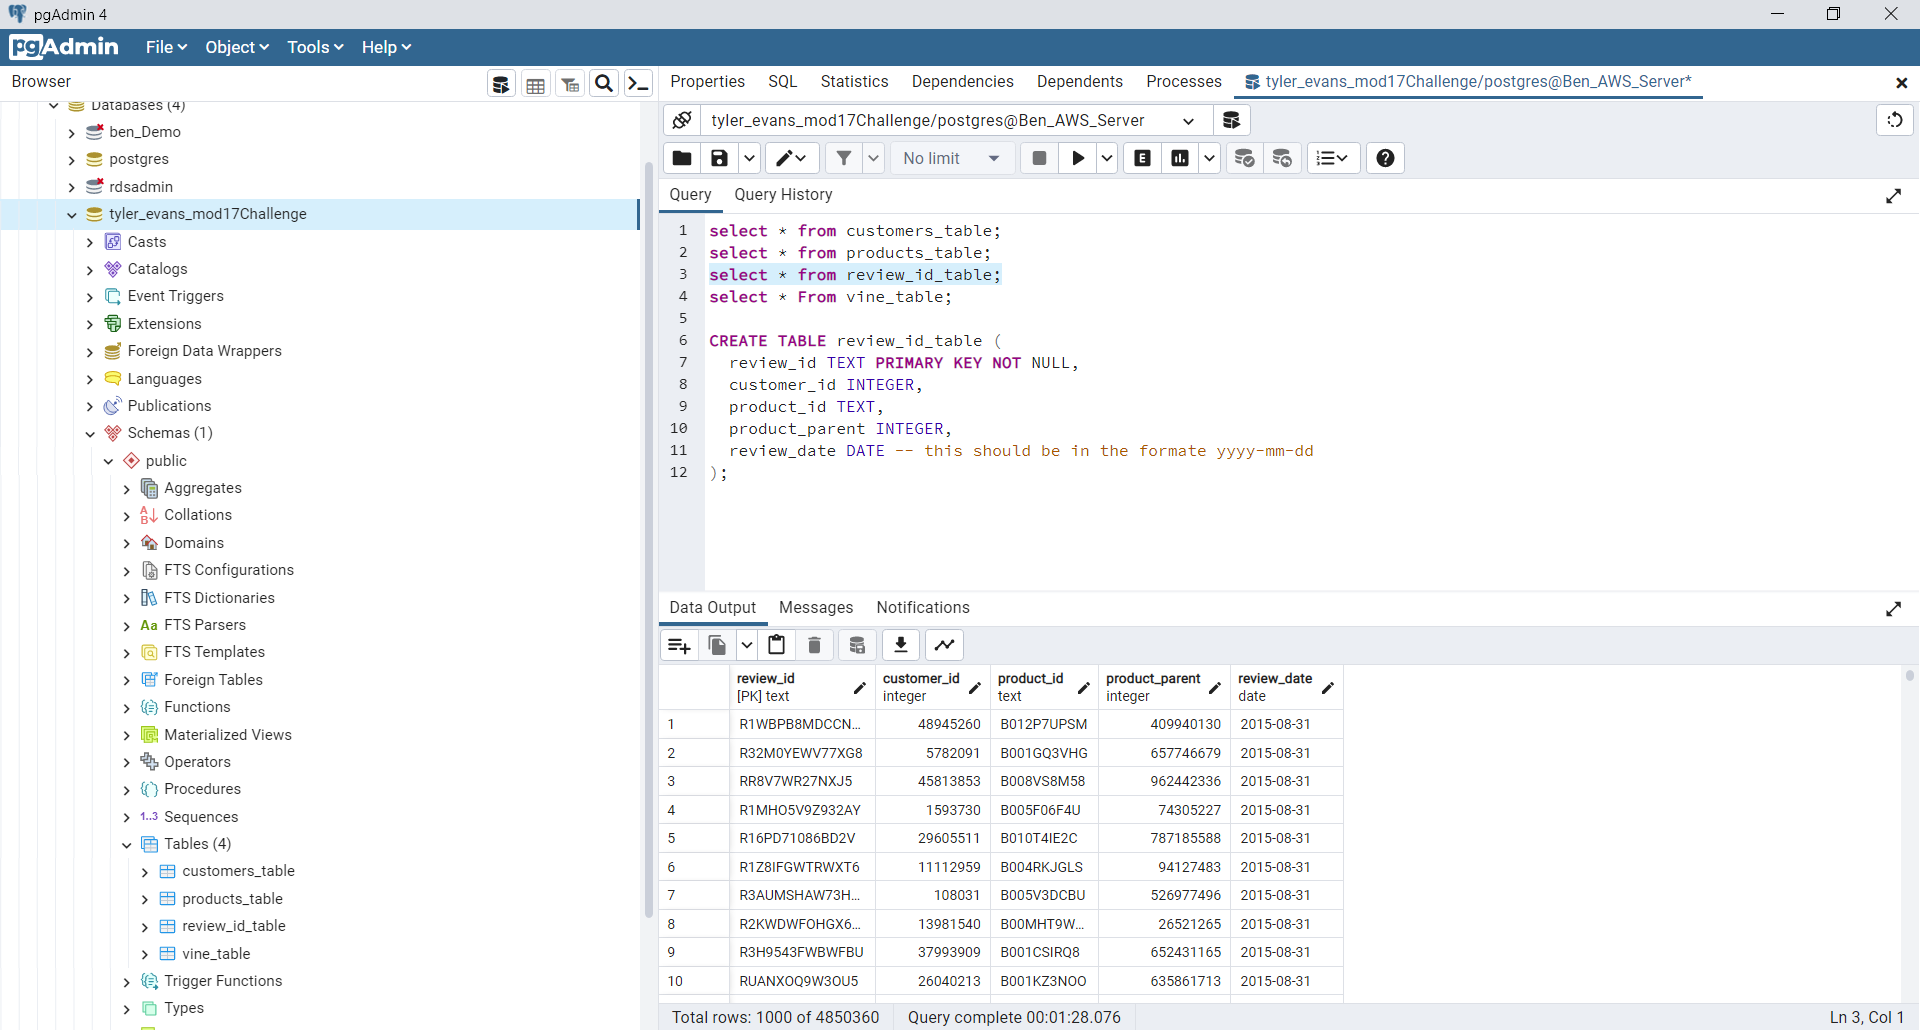 pgAdmin 4
pgAdmin File Object Tools Help
Browser
Properties SQL Statistics Dependencies Dependents Processes tyler_evans_mod17Challenge/postgres@Ben_AWS_Server*
tyler_evans_mod17Challenge/postgres@Ben_AWS_Server
No limit
E
Query Query History
Databases (4)
ben_Demo
postgres
rdsadmin
tyler_evans_mod17Challenge
Casts
Catalogs
Event Triggers
Extensions
Foreign Data Wrappers
Languages
Publications
Schemas (1)
public
Aggregates
Collations
Domains
FTS Configurations
FTS Dictionaries
Aa FTS Parsers
FTS Templates
Foreign Tables
Functions
Materialized Views
Operators
Procedures
1..3 Sequences
Tables (4)
customers_table
products_table
review_id_table
vine_table
Trigger Functions
Types
1 select * from customers_table;
2 select * from products_table;
3 select * from review_id_table;
4 select * From vine_table;
5
6 CREATE TABLE review_id_table (
7 review_id TEXT PRIMARY KEY NOT NULL,
8 customer_id INTEGER,
9 product_id TEXT,
10 product_parent INTEGER,
11 review_date DATE -- this should be in the formate yyyy-mm-dd
12 );
Data Output Messages Notifications
review_id customer_id product_id product_parent review_date
[PK] text integer text integer date
1 R1WBPB8MDCCN... 48945260 B012P7UPSM 409940130 2015-08-31
2 R32M0YEWV77XG8 5782091 B001GQ3VHG 657746679 2015-08-31
3 RR8V7WR27NXJ5 45813853 B008VS8M58 962442336 2015-08-31
4 R1MHO5V9Z932AY 1593730 B005F06F4U 74305227 2015-08-31
5 R16PD71086BD2V 29605511 B010T4IE2C 787185588 2015-08-31
6 R1Z8IFGWTRWXT6 11112959 B004RKJGLS 94127483 2015-08-31
7 R3AUMSHAW73H... 108031 B005V3DCBU 526977496 2015-08-31
8 R2KWDWFOHGX6... 13981540 B00MHT9W... 26521265 2015-08-31
9 R3H9543FWBWFBU 37993909 B001CSIRQ8 652431165 2015-08-31
10 RUANXOQ9W3OU5 26040213 B001KZ3NOO 635861713 2015-08-31
Total rows: 1000 of 4850360 Query complete 00:01:28.076 Ln 3, Col 1